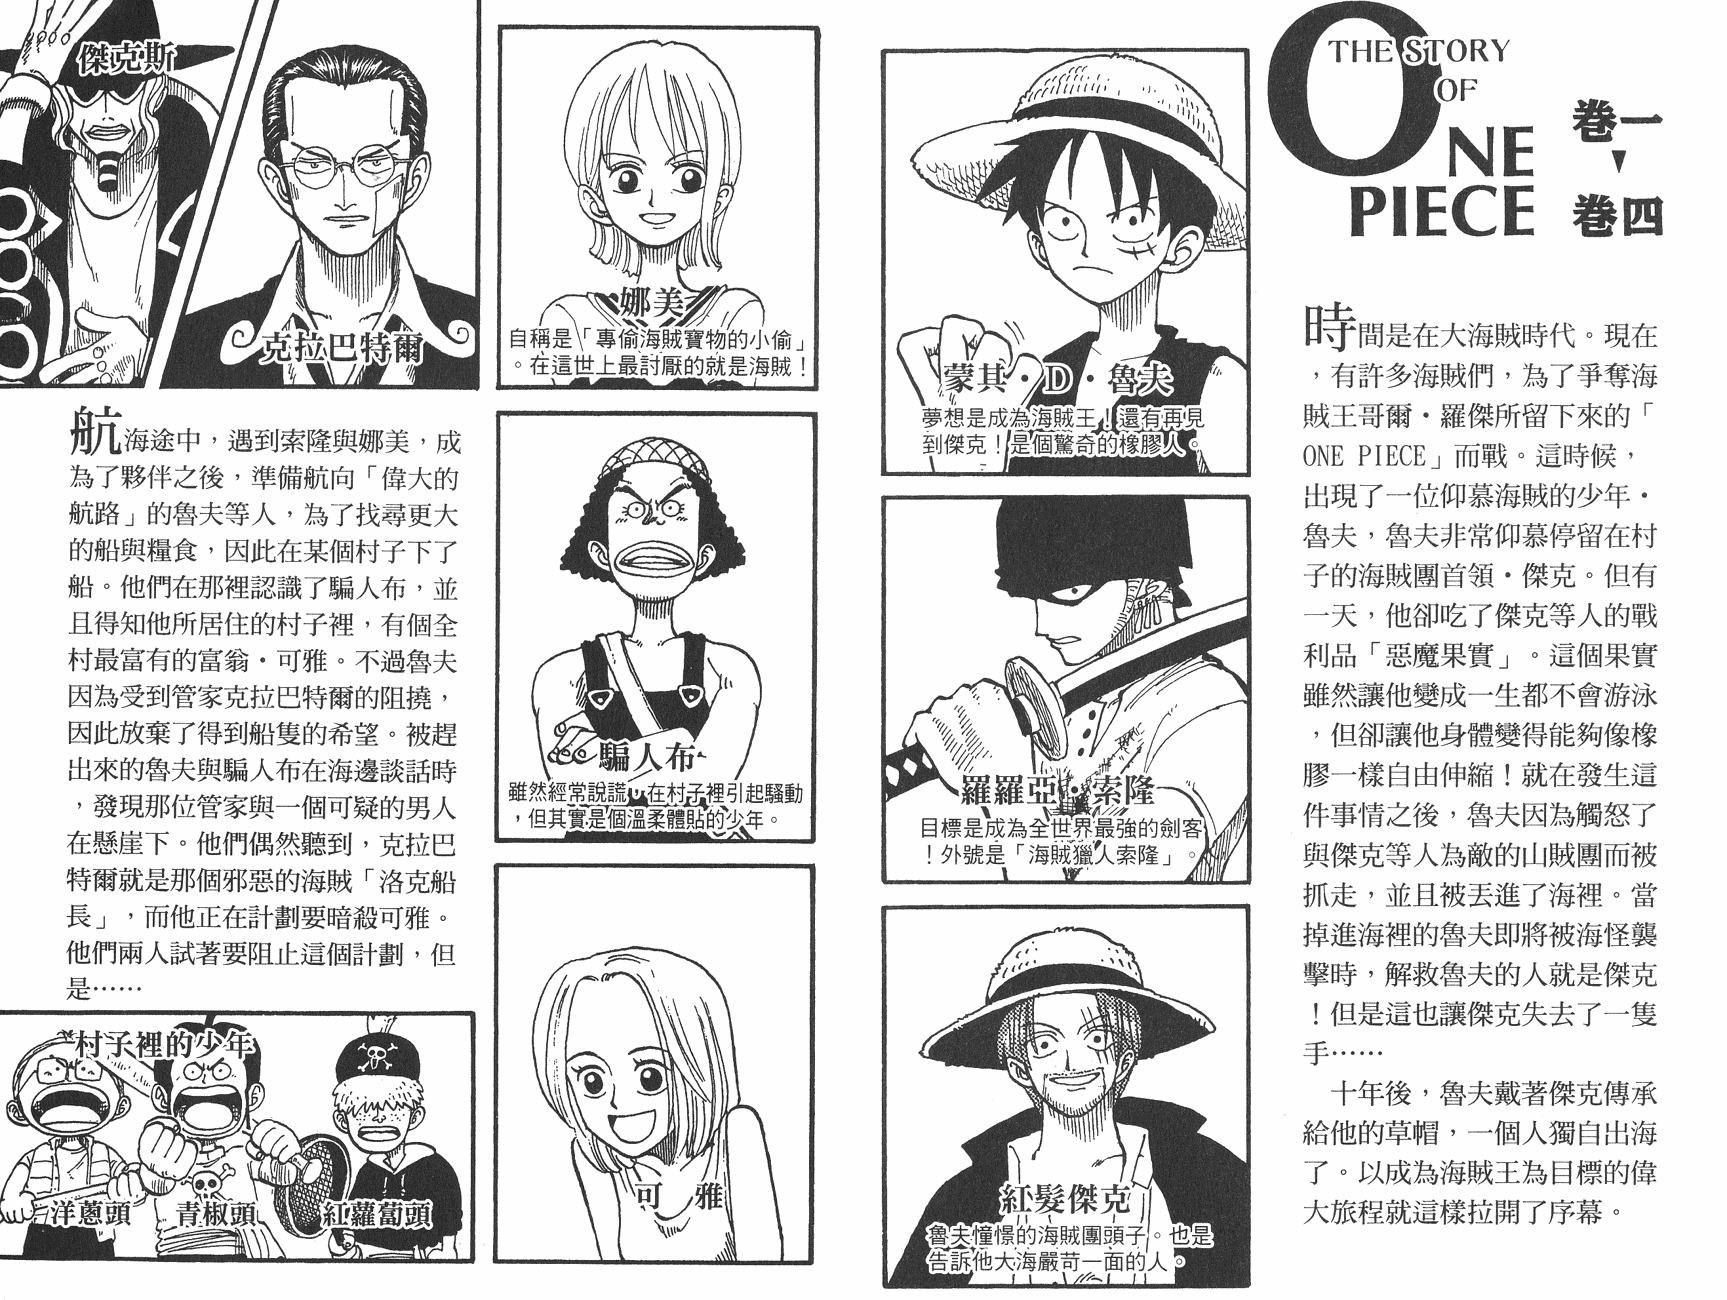 THE STORY
OF
ONE
PIECE
卷一
▼
卷四
時間是在大海賊時代。現在
，有許多海賊們，為了爭奪海
賊王哥爾・羅傑所留下來的「
ONE PIECE」而戰。這時候，
出現了一位仰慕海賊的少年・
魯夫，魯夫非常仰慕停留在村
子的海賊團首領・傑克。但有
一天，他卻吃了傑克等人的戰
利品「惡魔果實」。這個果實
雖然讓他變成一生都不會游泳
，但卻讓他身體變得能夠像橡
膠一樣自由伸縮！就在發生這
件事情之後，魯夫因為觸怒了
與傑克等人為敵的山賊團而被
抓走，並且被丟進了海裡。當
掉進海裡的魯夫即將被海怪襲
擊時，解救魯夫的人就是傑克
！但是這也讓傑克失去了一隻
手……
十年後，魯夫戴著傑克傳承
給他的草帽，一個人獨自出海
了。以成為海賊王為目標的偉
大旅程就這樣拉開了序幕。
蒙其・D・魯夫
夢想是成為海賊王！還有再見
到傑克！是個驚奇的橡膠人。
羅羅亞・索隆
目標是成為全世界最強的劍客
！外號是「海賊獵人索隆」。
紅髮傑克
魯夫憧憬的海賊團頭子。也是
告訴他大海嚴苛一面的人。
娜美
自稱是「專偷海賊寶物的小偷」
。在這世上最討厭的就是海賊！
騙人布
雖然經常說謊，在村子裡引起騷動
，但其實是個溫柔體貼的少年。
可雅
克拉巴特爾
傑克斯
航海途中，遇到索隆與娜美，成
為了夥伴之後，準備航向「偉大的
航路」的魯夫等人，為了找尋更大
的船與糧食，因此在某個村子下了
船。他們在那裡認識了騙人布，並
且得知他所居住的村子裡，有個全
村最富有的富翁・可雅。不過魯夫
因為受到管家克拉巴特爾的阻撓，
因此放棄了得到船隻的希望。被趕
出來的魯夫與騙人布在海邊談話時
，發現那位管家與一個可疑的男人
在懸崖下。他們偶然聽到，克拉巴
特爾就是那個邪惡的海賊「洛克船
長」，而他正在計劃要暗殺可雅。
他們兩人試著要阻止這個計劃，但
是……
村子裡的少年
洋蔥頭
青椒頭
紅蘿蔔頭